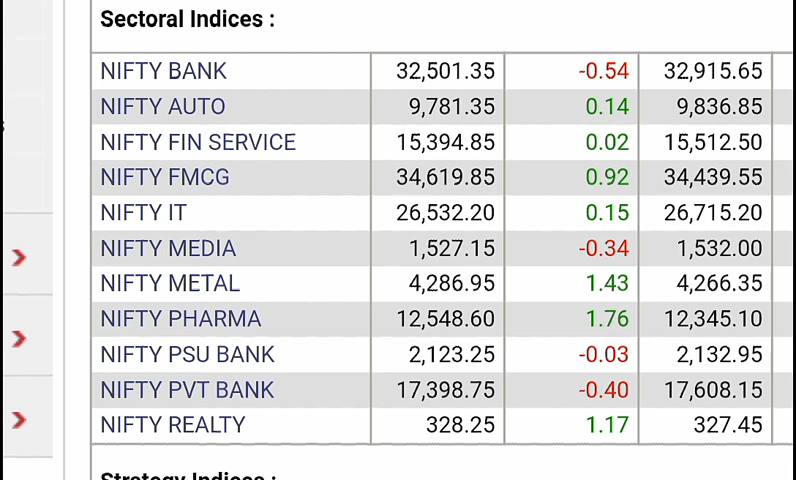 Sectoral Indices :
NIFTY BANK 32,501.35 -0.54 32,915.65
NIFTY AUTO 9,781.35 0.14 9,836.85
NIFTY FIN SERVICE 15,394.85 0.02 15,512.50
NIFTY FMCG 34,619.85 0.92 34,439.55
NIFTY IT 26,532.20 0.15 26,715.20
NIFTY MEDIA 1,527.15 -0.34 1,532.00
NIFTY METAL 4,286.95 1.43 4,266.35
NIFTY PHARMA 12,548.60 1.76 12,345.10
NIFTY PSU BANK 2,123.25 -0.03 2,132.95
NIFTY PVT BANK 17,398.75 -0.40 17,608.15
NIFTY REALTY 328.25 1.17 327.45
Strategy Indices :